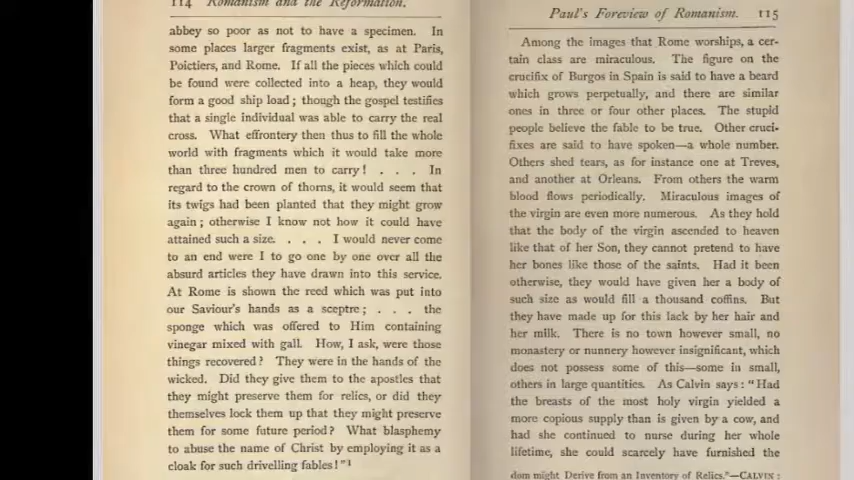 114 Romanism and the Reformation.
abbey so poor as not to have a specimen. In
some places larger fragments exist, as at Paris,
Poictiers, and Rome. If all the pieces which could
be found were collected into a heap, they would
form a good ship load; though the gospel testifies
that a single individual was able to carry the real
cross. What effrontery then thus to fill the whole
world with fragments which it would take more
than three hundred men to carry! . . . In
regard to the crown of thorns, it would seem that
its twigs had been planted that they might grow
again; otherwise I know not how it could have
attained such a size. . . . I would never come
to an end were I to go one by one over all the
absurd articles they have drawn into this service.
At Rome is shown the reed which was put into
our Saviour's hands as a sceptre; . . . the
sponge which was offered to Him containing
vinegar mixed with gall. How, I ask, were those
things recovered? They were in the hands of the
wicked. Did they give them to the apostles that
they might preserve them for relics, or did they
themselves lock them up that they might preserve
them for some future period? What blasphemy
to abuse the name of Christ by employing it as a
cloak for such drivelling fables!"1
Paul's Foreview of Romanism. 115
Among the images that Rome worships, a cer-
tain class are miraculous. The figure on the
crucifix of Burgos in Spain is said to have a beard
which grows perpetually, and there are similar
ones in three or four other places. The stupid
people believe the fable to be true. Other cruci-
fixes are said to have spoken—a whole number.
Others shed tears, as for instance one at Treves,
and another at Orleans. From others the warm
blood flows periodically. Miraculous images of
the virgin are even more numerous. As they hold
that the body of the virgin ascended to heaven
like that of her Son, they cannot pretend to have
her bones like those of the saints. Had it been
otherwise, they would have given her a body of
such size as would fill a thousand coffins. But
they have made up for this lack by her hair and
her milk. There is no town however small, no
monastery or nunnery however insignificant, which
does not possess some of this—some in small,
others in large quantities. As Calvin says: "Had
the breasts of the most holy virgin yielded a
more copious supply than is given by a cow, and
had she continued to nurse during her whole
lifetime, she could scarcely have furnished the
dom might Derive from an Inventory of Relics."—CALVIN: